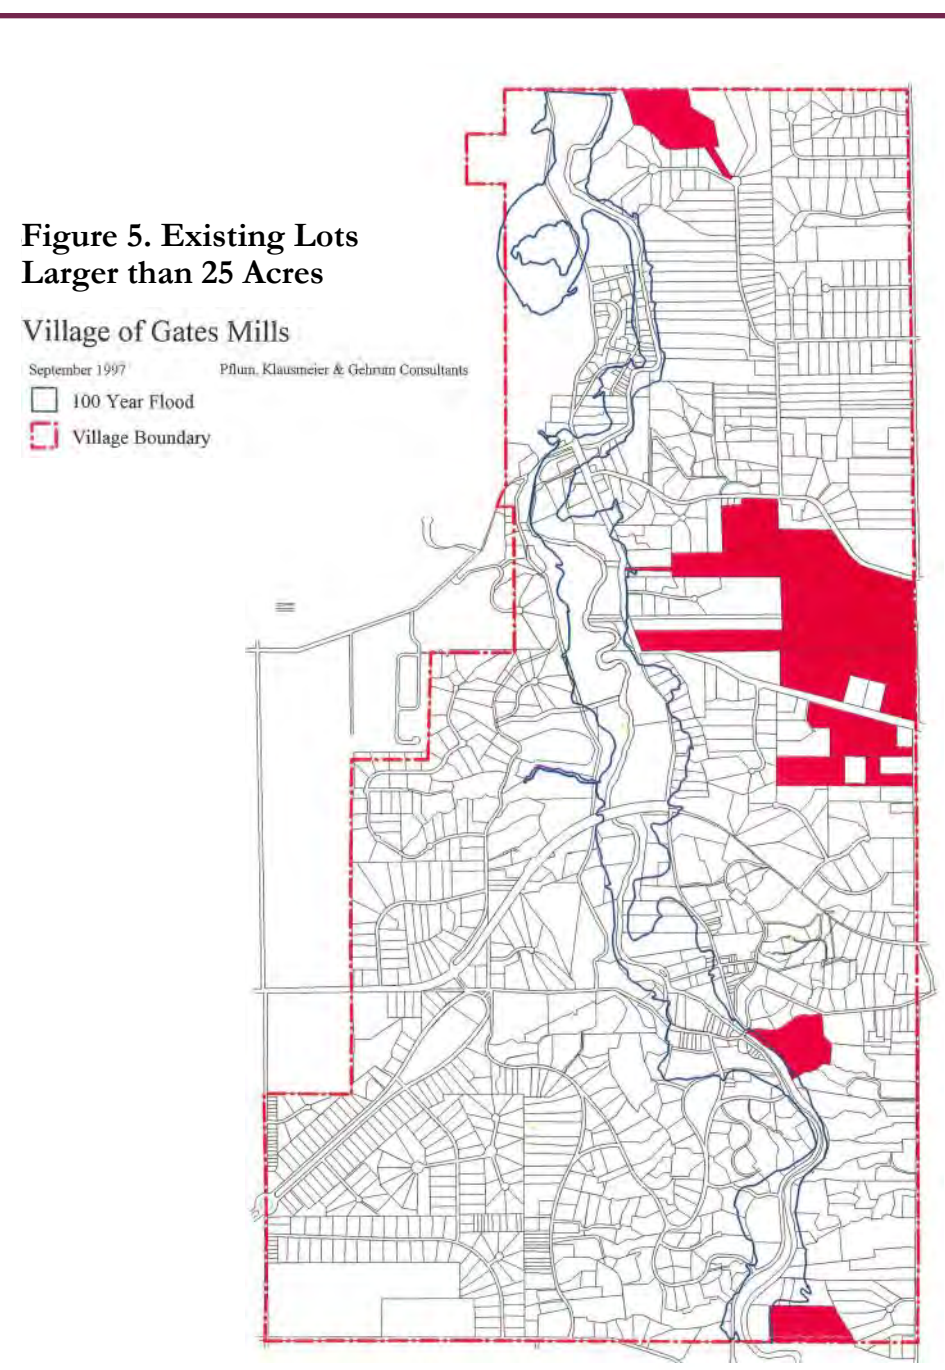 Figure 5. Existing Lots
Larger than 25 Acres
Village of Gates Mills
September 1997 Pflum, Klausmeier & Gehrum Consultants
100 Year Flood
Village Boundary